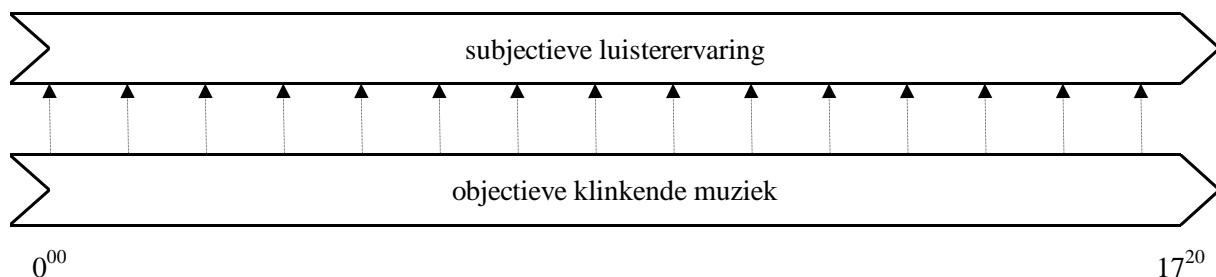 subjectieve luisterervaring
objectieve klinkende muziek
0⁰⁰ 17²⁰